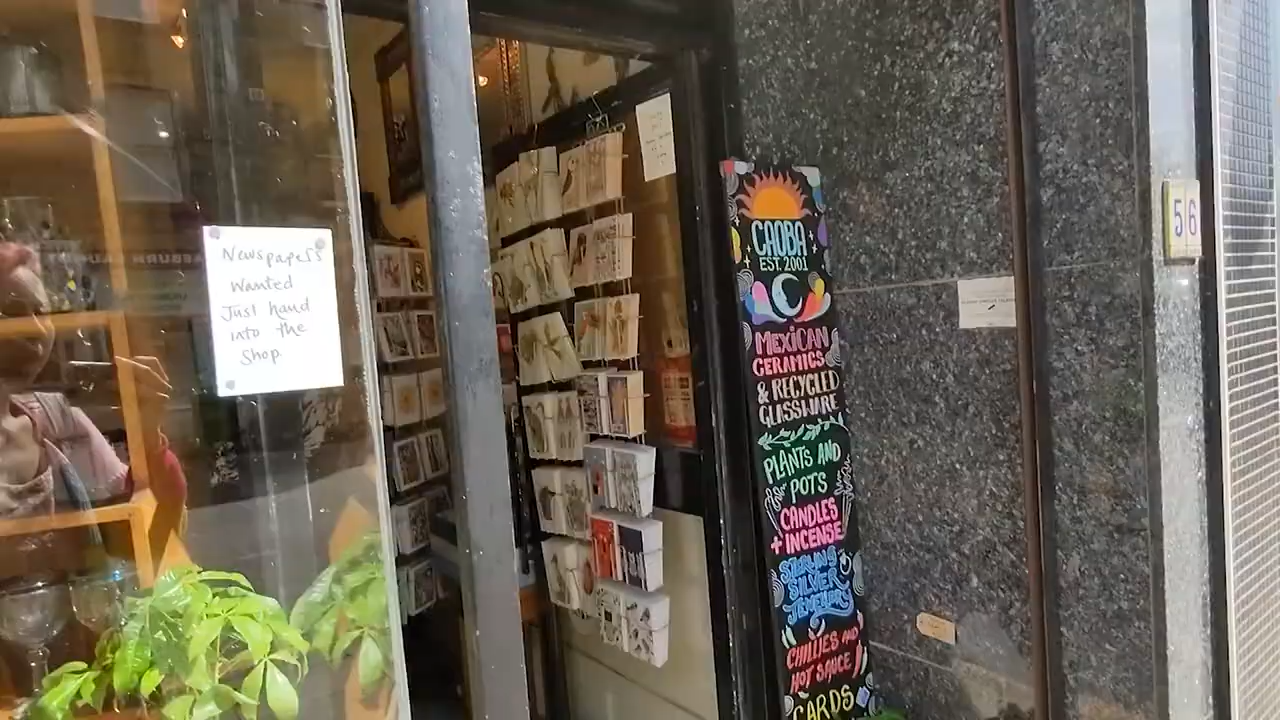 Newspapers
Wanted
Just hand
into the
Shop.
CAOBA
EST. 2001
MEXICAN
CERAMICS
& RECYCLED
GLASSWARE
PLANTS AND
POTS
CANDLES
+ INCENSE
STERLING
SILVER
JEWELLERY
CHILLIES AND
HOT SAUCE
CARDS
56